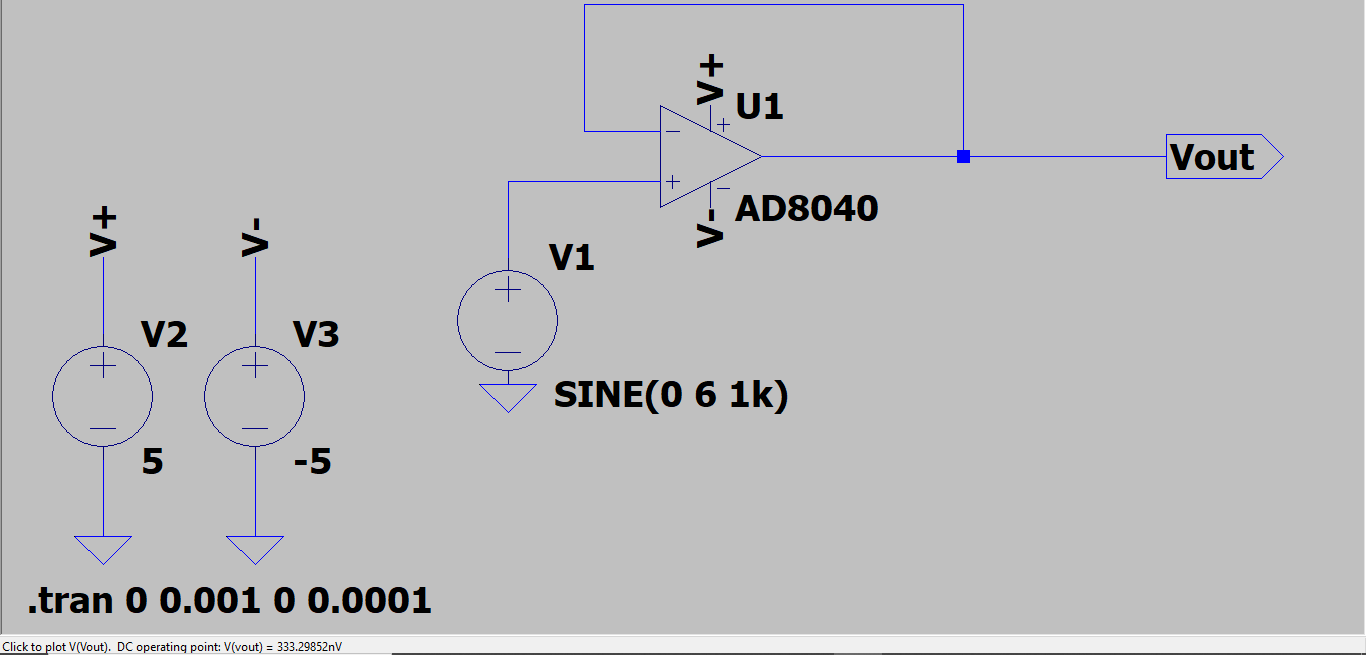 V+
U1
Vout
AD8040
V-
V+
V-
V1
V2
V3
SINE(0 6 1k)
5
-5
.tran 0 0.001 0 0.0001
Click to plot V(Vout).  DC operating point: V(vout) = 333.29852nV